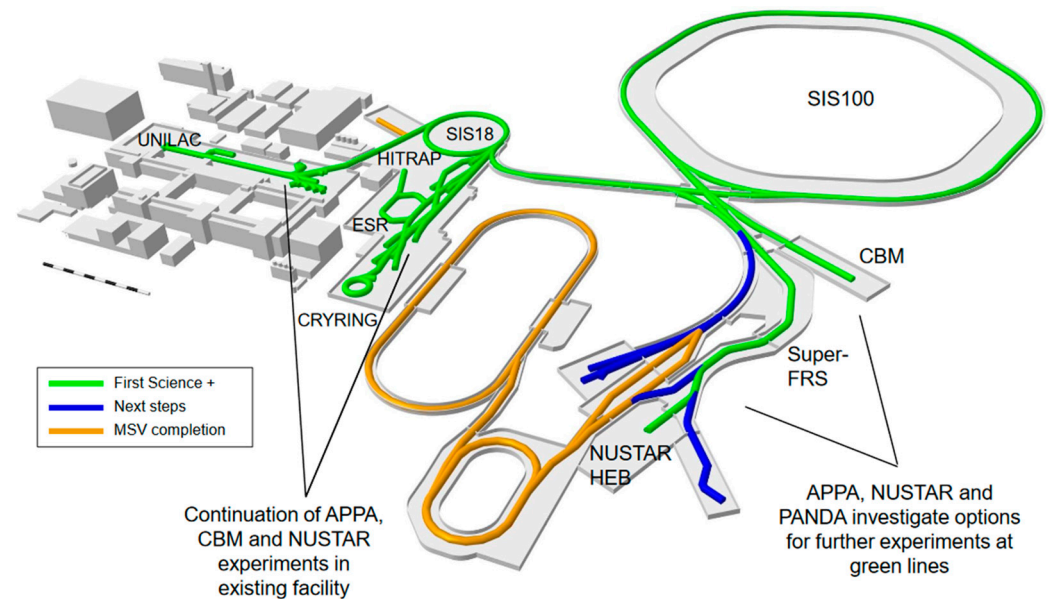 SIS100
UNILAC
SIS18
HITRAP
ESR
CBM
CRYRING
Super-
FRS
First Science +
Next steps
MSV completion
NUSTAR
HEB
Continuation of APPA,
CBM and NUSTAR
experiments in
existing facility
APPA, NUSTAR and
PANDA investigate options
for further experiments at
green lines